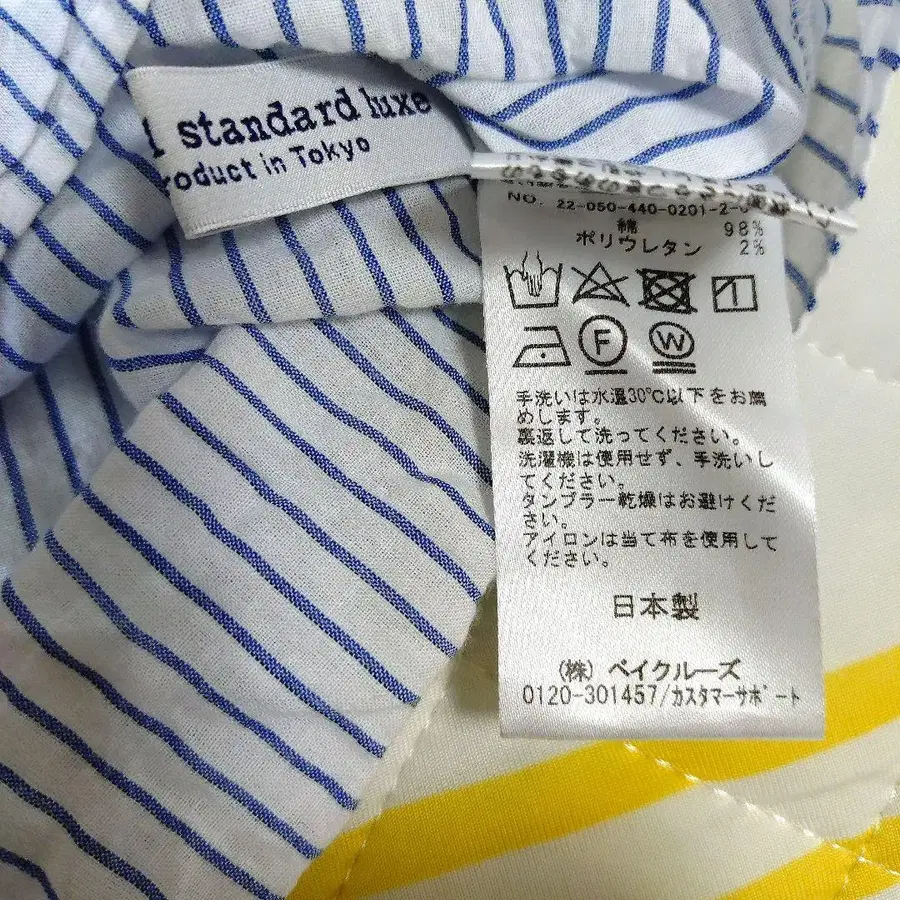 l standard luxe
roduct in Tokyo
NO. 22-050-440-0201-2-0
綿 98%
ポリウレタン 2%
F
W
手洗いは水温30℃以下をお薦
めします。
裏返して洗ってください。
洗濯機は使用せず、手洗いし
てください。
タンブラー乾燥はお避けくだ
さい。
アイロンは当て布を使用して
ください。
日本製
(株) ベイクルーズ
0120-301457/カスタマーサポート